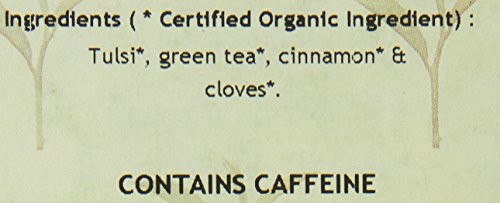 Ingredients ( * Certified Organic Ingredient) :
Tulsi*, green tea*, cinnamon* &
cloves*.
CONTAINS CAFFEINE